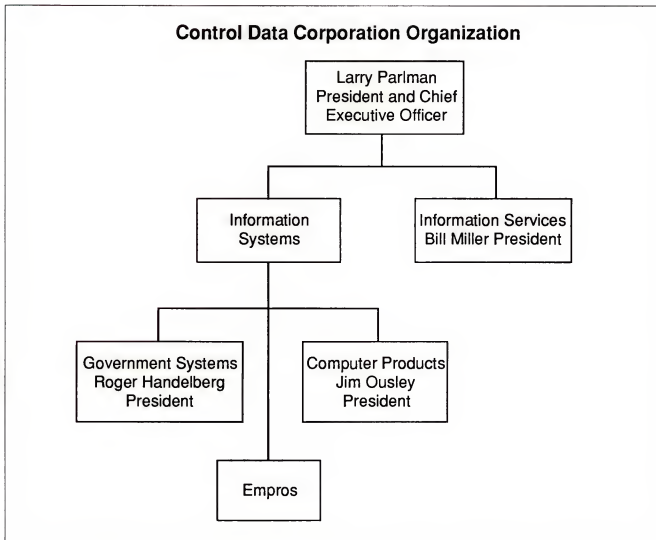 Control Data Corporation Organization
Larry Parlman
President and Chief
Executive Officer
Information
Systems
Information Services
Bill Miller President
Government Systems
Roger Handelberg
President
Computer Products
Jim Ousley
President
Empros